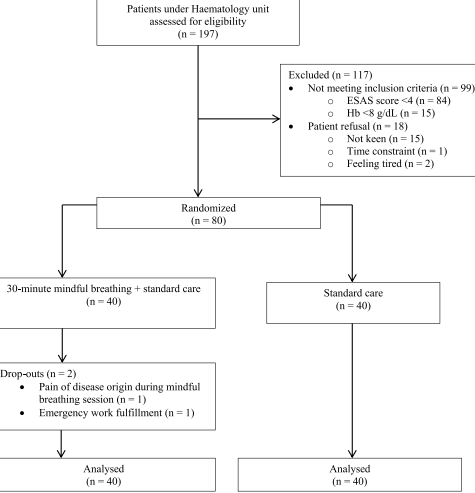 Patients under Haematology unit
assessed for eligibility
(n = 197)
Excluded (n = 117)
• Not meeting inclusion criteria (n = 99)
o ESAS score <4 (n = 84)
o Hb <8 g/dL (n = 15)
• Patient refusal (n = 18)
o Not keen (n = 15)
o Time constraint (n = 1)
o Feeling tired (n = 2)
Randomized
(n = 80)
30-minute mindful breathing + standard care
(n = 40)
Standard care
(n = 40)
Drop-outs (n = 2)
• Pain of disease origin during mindful
breathing session (n = 1)
• Emergency work fulfillment (n = 1)
Analysed
(n = 40)
Analysed
(n = 40)